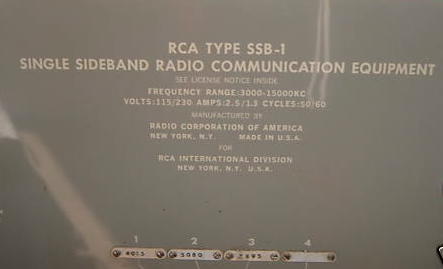 RCA TYPE SSB-1
SINGLE SIDEBAND RADIO COMMUNICATION EQUIPMENT
SEE LICENSE NOTICE INSIDE
FREQUENCY RANGE:3000-15000KC
VOLTS:115/230 AMPS:2.5/1.3 CYCLES:50/60
MANUFACTURED BY
RADIO CORPORATION OF AMERICA
NEW YORK, N.Y. MADE IN U.S.A.
FOR
RCA INTERNATIONAL DIVISION
NEW YORK, N.Y. U.S.A.
1 2 3 4
5080